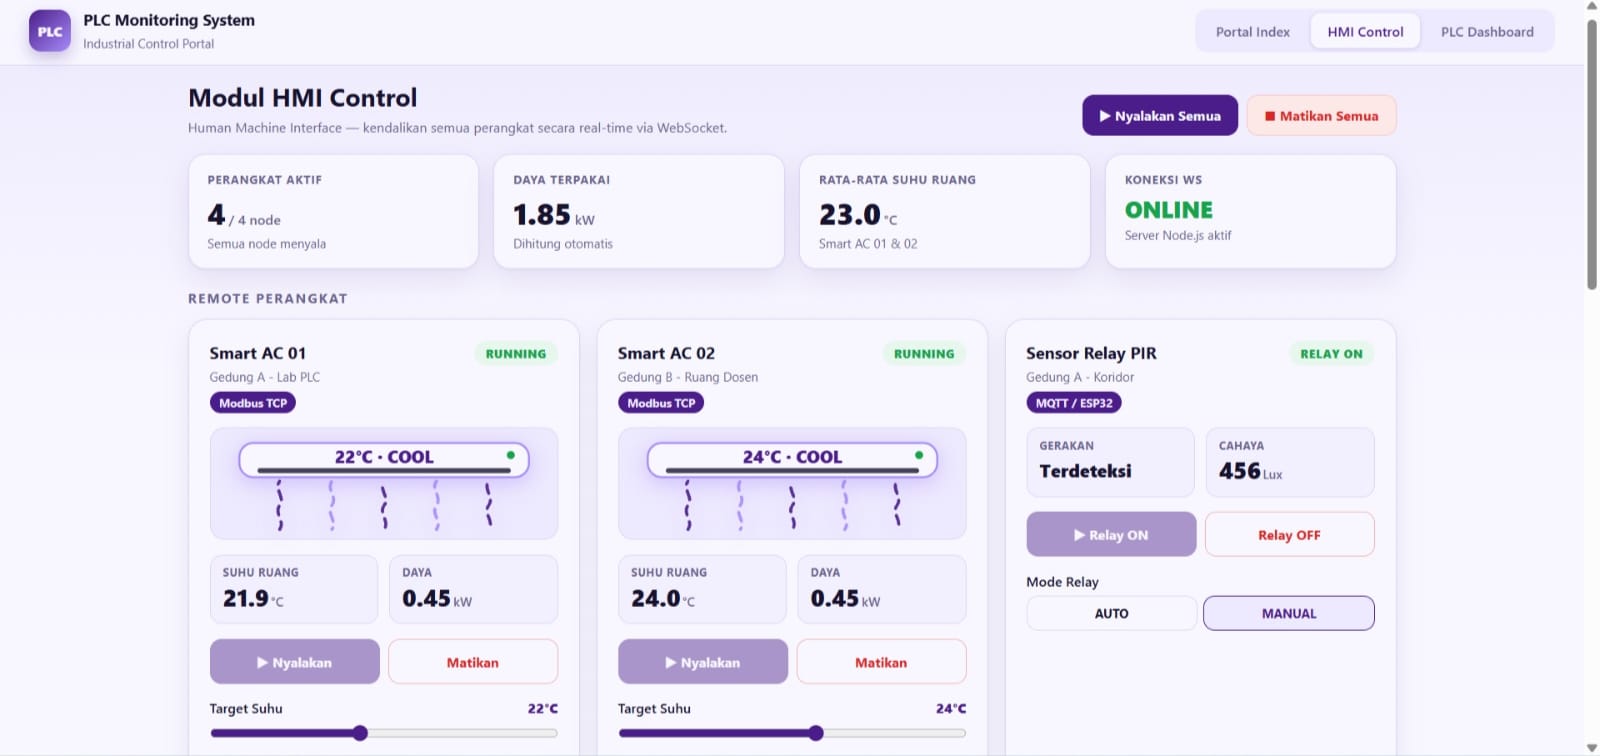 PLC
PLC Monitoring System
Industrial Control Portal
Portal Index
HMI Control
PLC Dashboard
Modul HMI Control
Human Machine Interface — kendalikan semua perangkat secara real-time via WebSocket.
▶ Nyalakan Semua
■ Matikan Semua
PERANGKAT AKTIF
4 / 4 node
Semua node menyala
DAYA TERPAKAI
1.85 kW
Dihitung otomatis
RATA-RATA SUHU RUANG
23.0 °C
Smart AC 01 & 02
KONEKSI WS
ONLINE
Server Node.js aktif
REMOTE PERANGKAT
Smart AC 01
RUNNING
Gedung A - Lab PLC
Modbus TCP
22°C · COOL
SUHU RUANG
21.9 °C
DAYA
0.45 kW
▶ Nyalakan
Matikan
Target Suhu
22°C
Smart AC 02
RUNNING
Gedung B - Ruang Dosen
Modbus TCP
24°C · COOL
SUHU RUANG
24.0 °C
DAYA
0.45 kW
▶ Nyalakan
Matikan
Target Suhu
24°C
Sensor Relay PIR
RELAY ON
Gedung A - Koridor
MQTT / ESP32
GERAKAN
Terdeteksi
CAHAYA
456 Lux
▶ Relay ON
Relay OFF
Mode Relay
AUTO
MANUAL